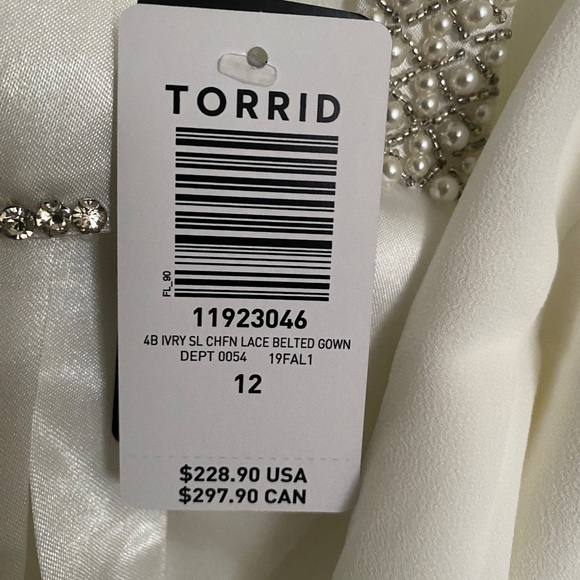 TORRID
FL_90
11923046
4B IVRY SL CHFN LACE BELTED GOWN
DEPT 0054 19FAL1
12
$228.90 USA
$297.90 CAN